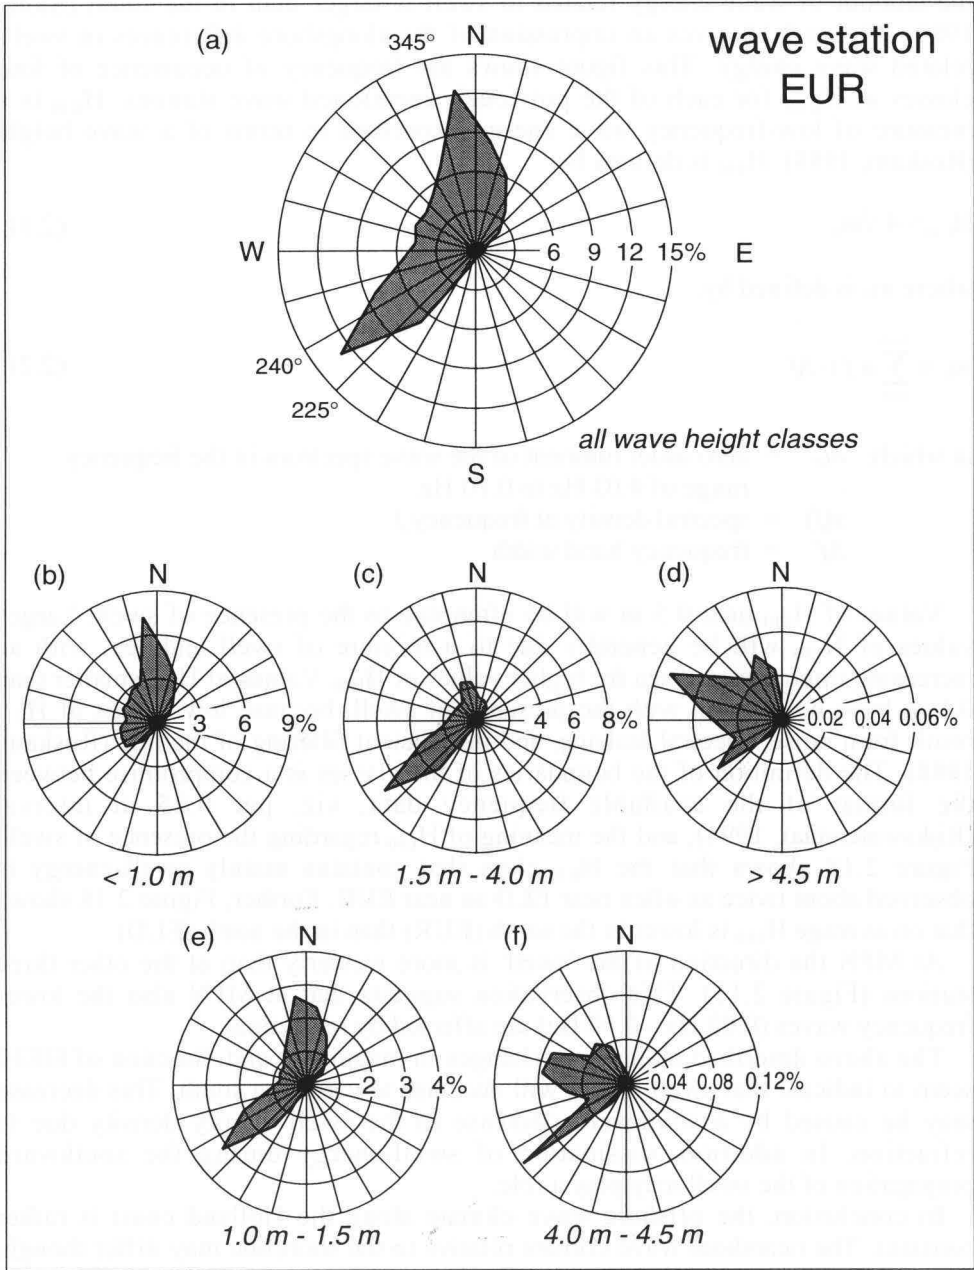 (a)
345°
N
wave station
EUR
W
6 9 12 15% E
240°
225°
S
all wave height classes
(b)
N
3 6 9%
< 1.0 m
(c)
N
2 4 6 8%
1.5 m - 4.0 m
(d)
N
0.02 0.04 0.06%
> 4.5 m
(e)
N
2 3 4%
1.0 m - 1.5 m
(f)
N
0.04 0.08 0.12%
4.0 m - 4.5 m